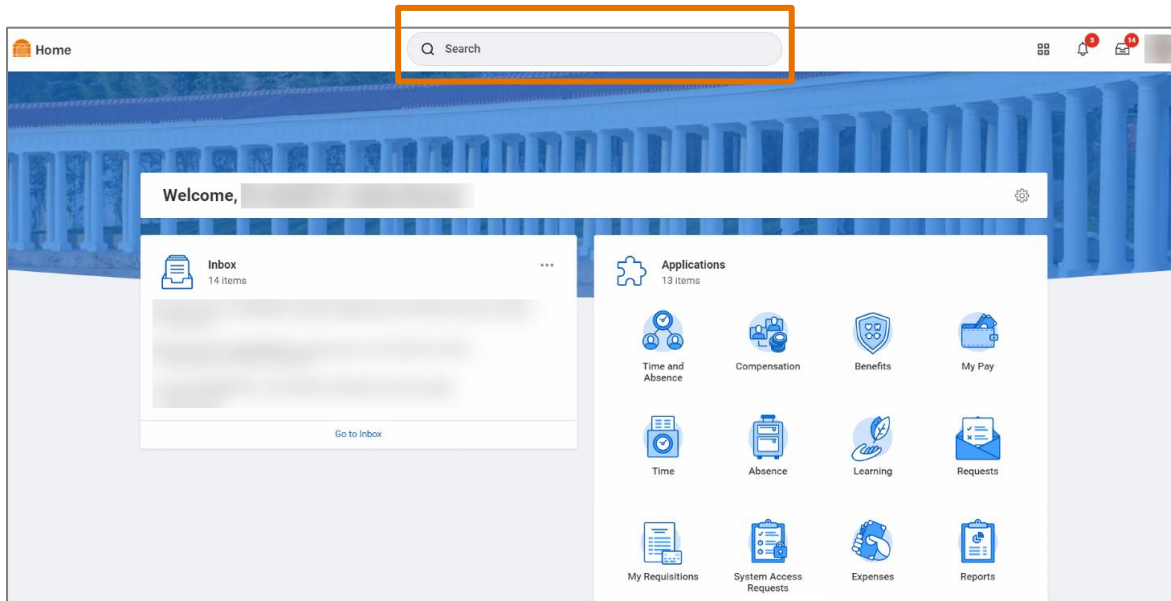 Home
Search
3
14
Welcome,
Inbox
14 items
Go to Inbox
Applications
13 items
Time and
Absence
Compensation
Benefits
My Pay
Time
Absence
Learning
Requests
My Requisitions
System Access
Requests
Expenses
Reports